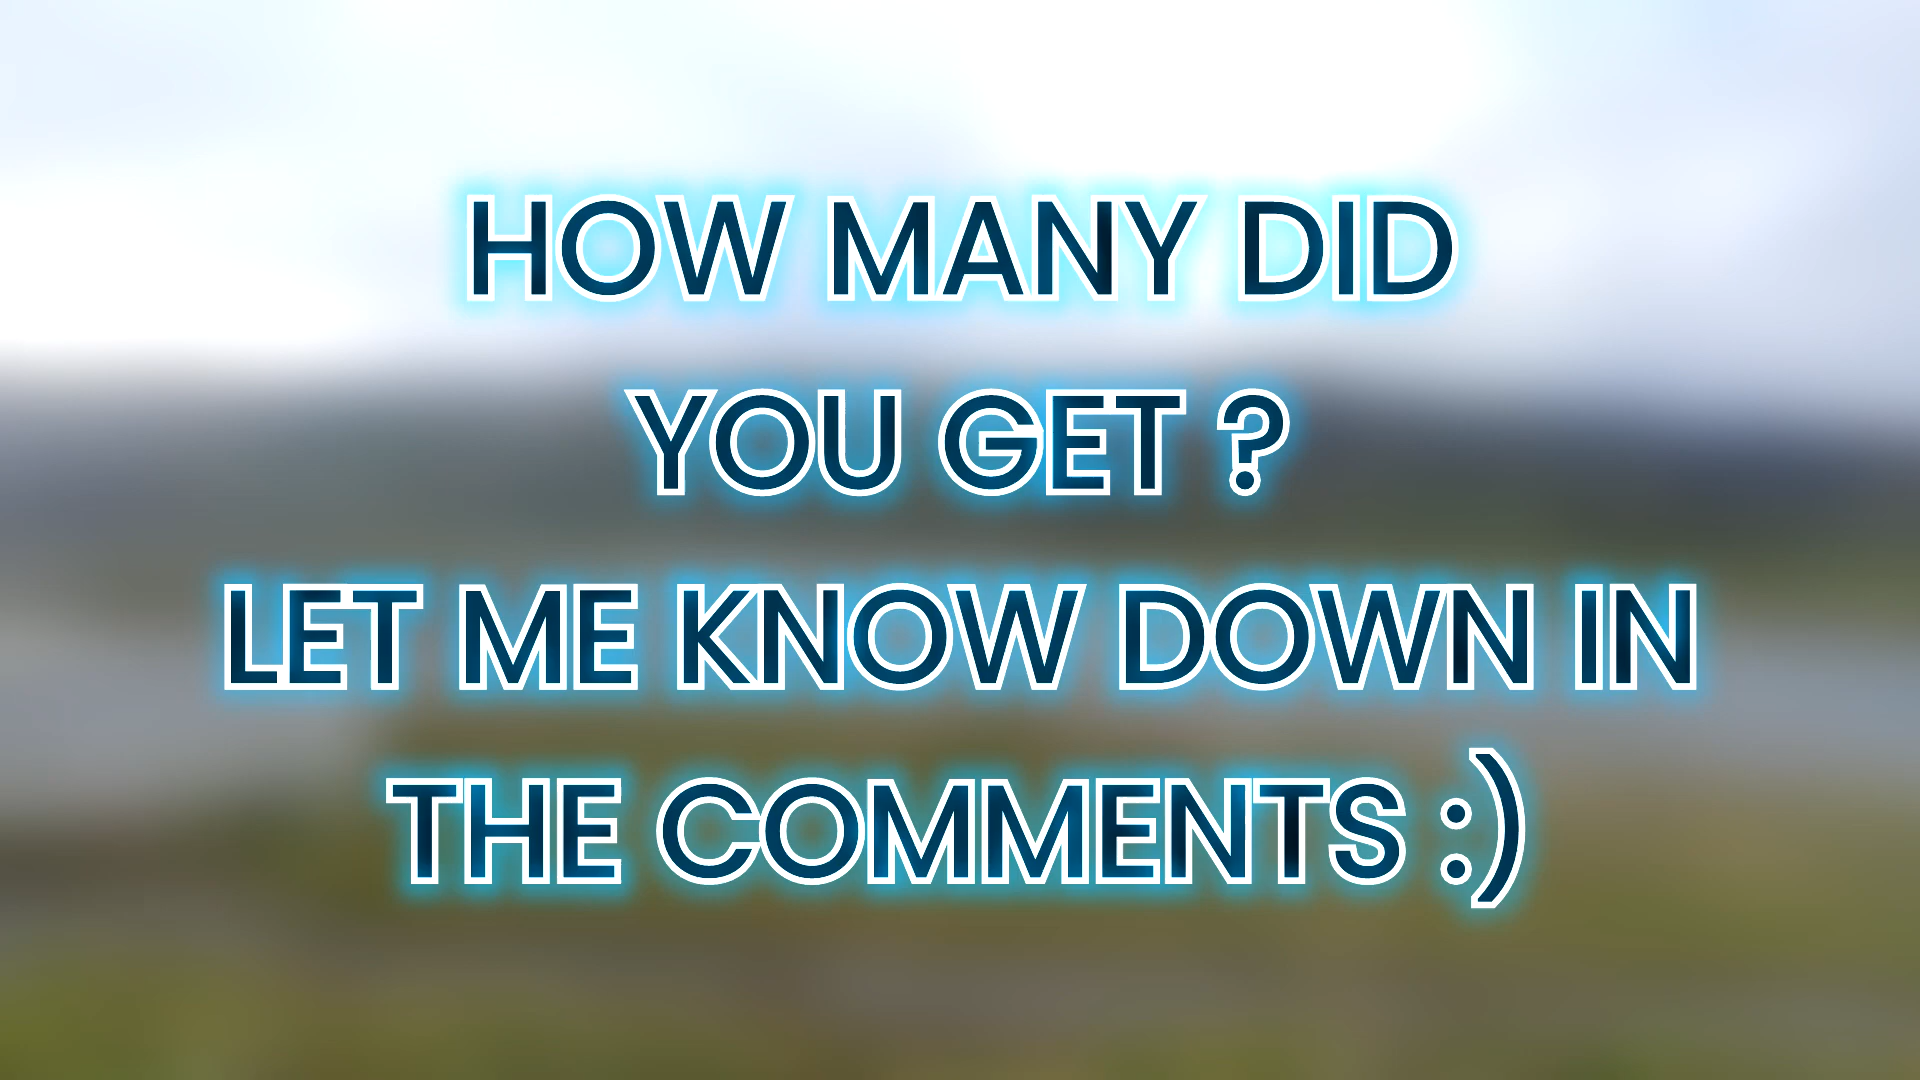 HOW MANY DID
YOU GET ?
LET ME KNOW DOWN IN
THE COMMENTS :)